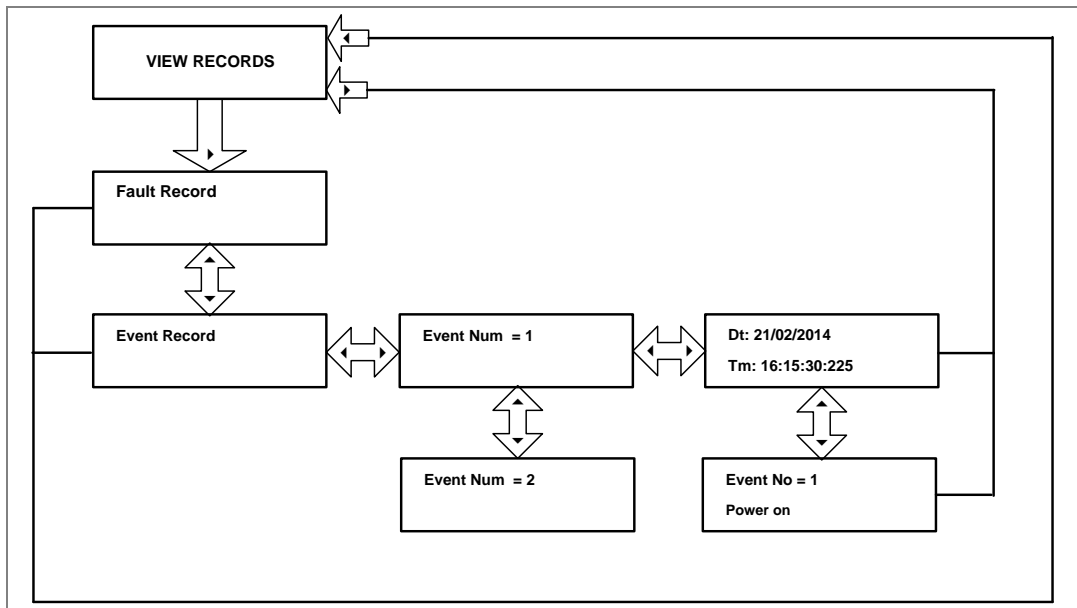 VIEW RECORDS
Fault Record
Event Record
Event Num = 1
Dt: 21/02/2014
Tm: 16:15:30:225
Event Num = 2
Event No = 1
Power on